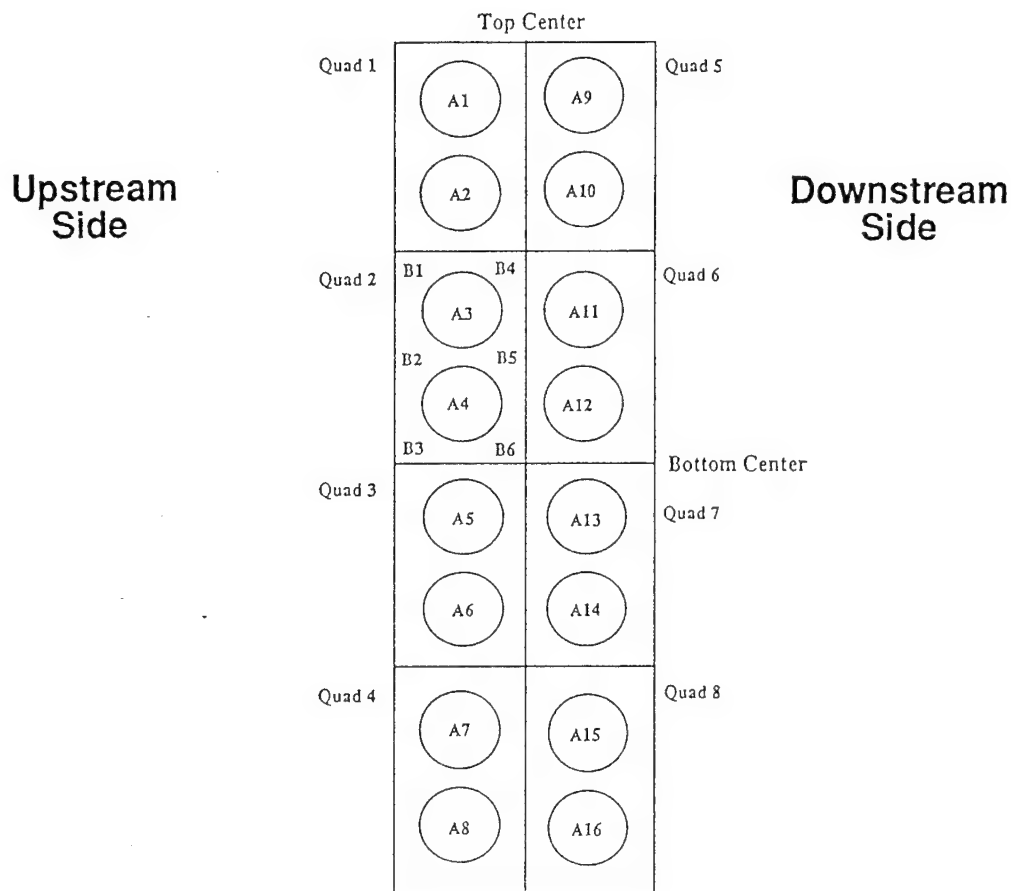 Top Center
Quad 1
Quad 5
A1
A9
Upstream
Side
Downstream
Side
A2
A10
Quad 2
B1
B4
Quad 6
A3
A11
B2
B5
A4
A12
B3
B6
Bottom Center
Quad 3
Quad 7
A5
A13
A6
A14
Quad 4
Quad 8
A7
A15
A8
A16